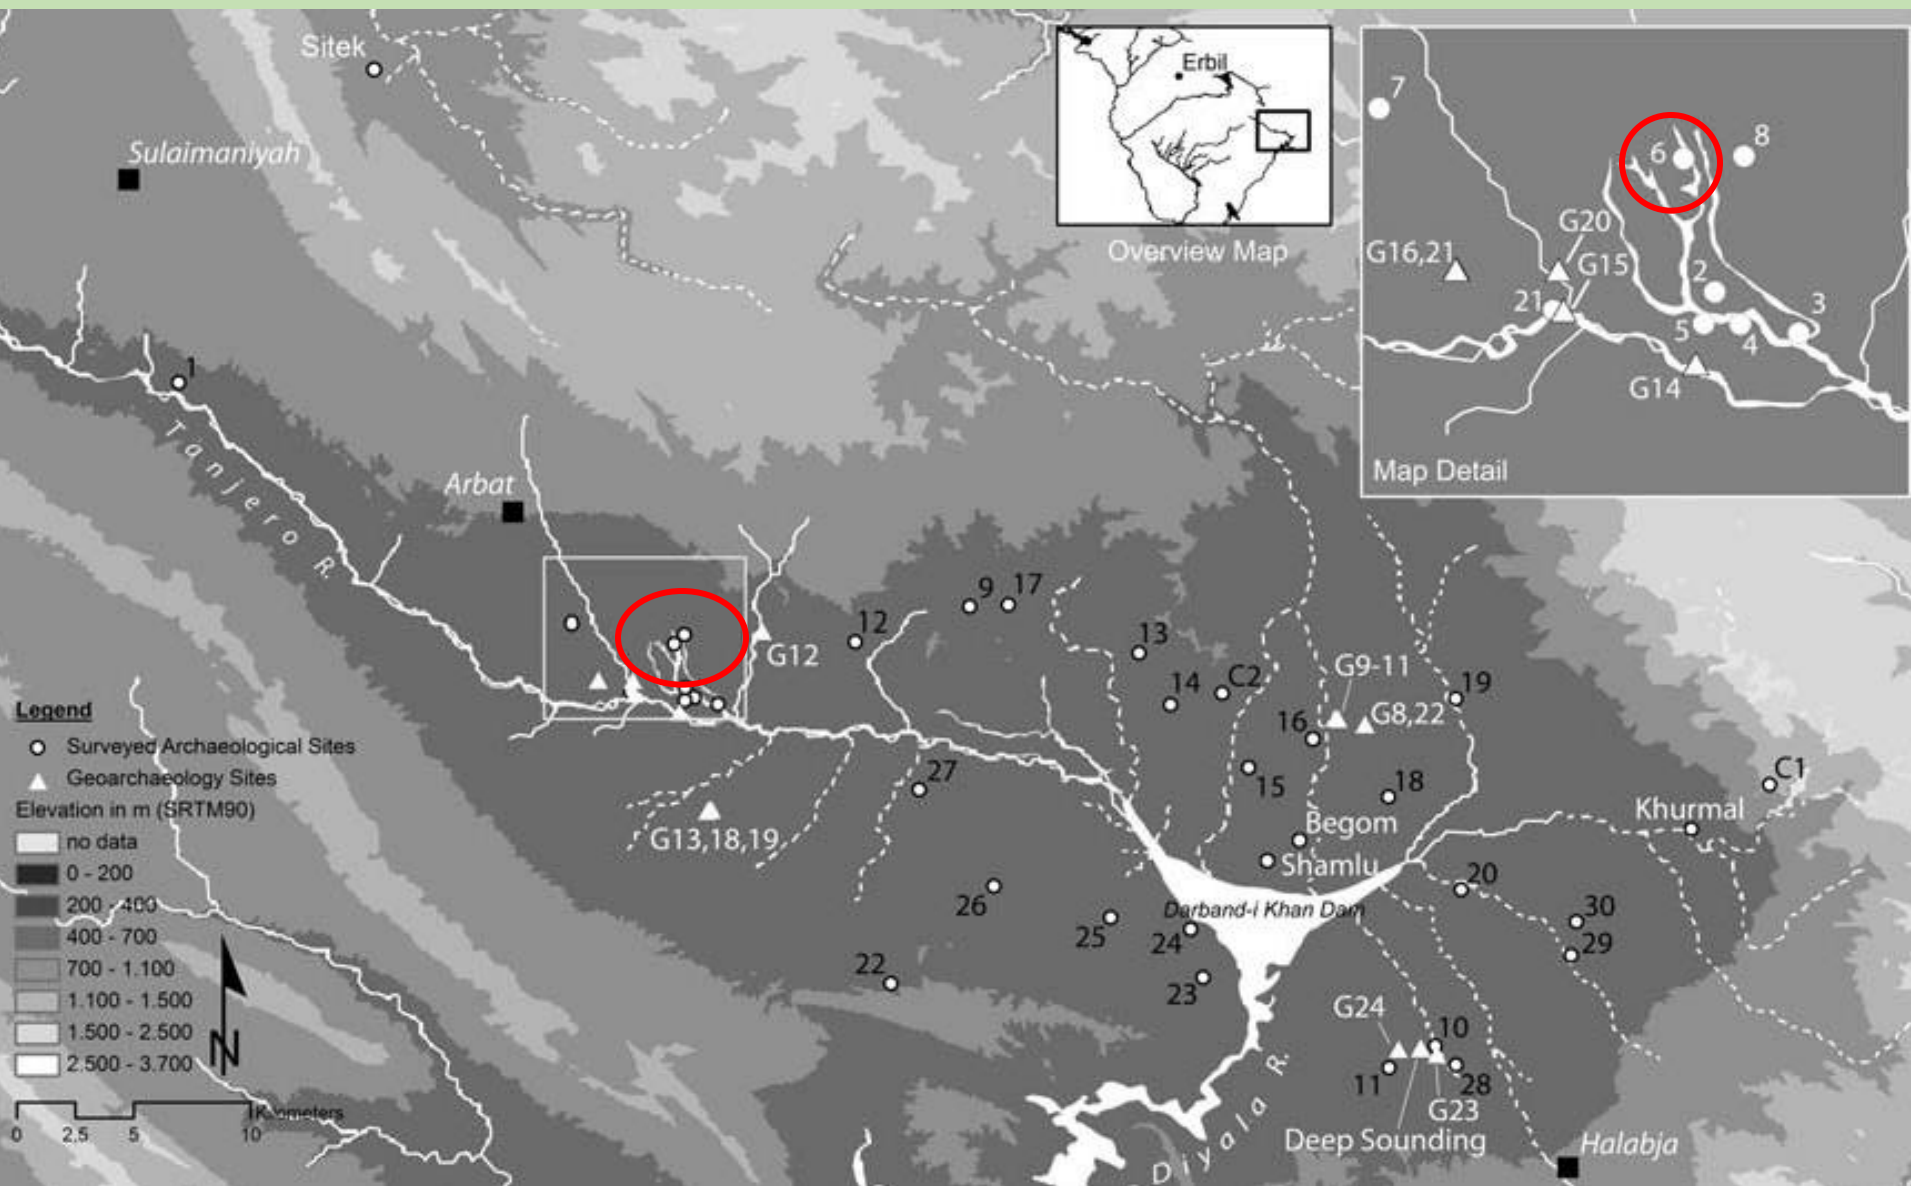 Sitek
Sulaimaniyah
Erbil
Overview Map
7
6
8
G20
G16,21
G15
2
21
3
5
4
G14
Map Detail
1
Tanjero R.
Arbat
9
17
12
G12
13
14
C2
G9-11
19
16
G8,22
15
18
C1
Khurmal
Begom
Shamlu
27
G13,18,19
20
26
Darband-i Khan Dam
30
25
24
29
22
23
G24
10
11
28
G23
Deep Sounding
Diyala R.
Halabja
Legend
Surveyed Archaeological Sites
Geoarchaeology Sites
Elevation in m (SRTM90)
no data
0 - 200
200 - 400
400 - 700
700 - 1.100
1.100 - 1.500
1.500 - 2.500
2.500 - 3.700
N
Kilometers
0 2,5 5 10